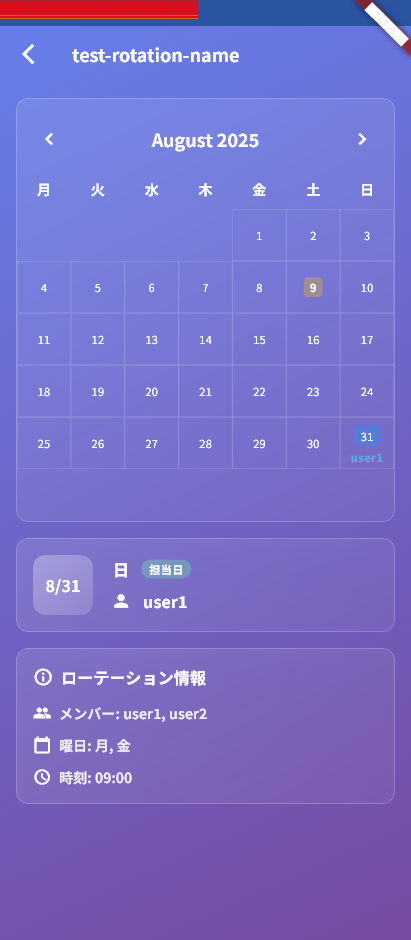 test-rotation-name
August 2025
月 火 水 木 金 土 日
1 2 3
4 5 6 7 8 9 10
11 12 13 14 15 16 17
18 19 20 21 22 23 24
25 26 27 28 29 30 31
user1
8/31
日 担当日
user1
ローテーション情報
メンバー: user1, user2
曜日: 月, 金
時刻: 09:00